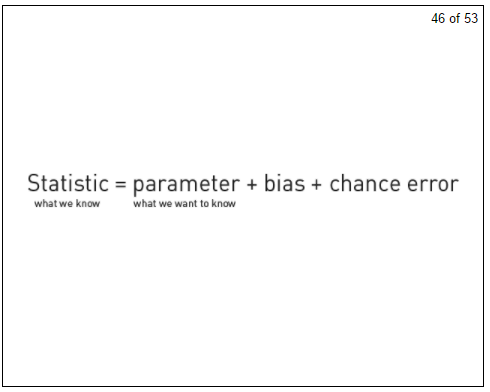 46 of 53
Statistic = parameter + bias + chance error
what we know what we want to know